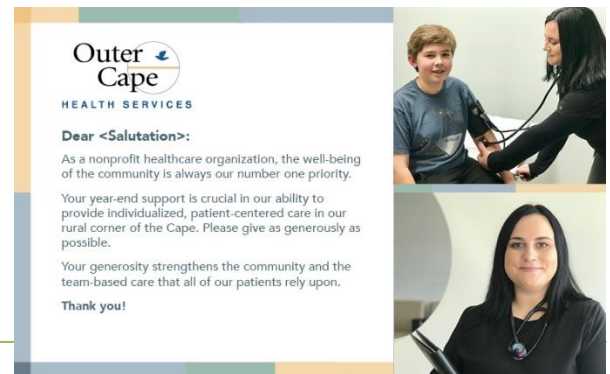 Outer
Cape
HEALTH SERVICES
Dear <Salutation>:
As a nonprofit healthcare organization, the well-being
of the community is always our number one priority.
Your year-end support is crucial in our ability to
provide individualized, patient-centered care in our
rural corner of the Cape. Please give as generously as
possible.
Your generosity strengthens the community and the
team-based care that all of our patients rely upon.
Thank you!